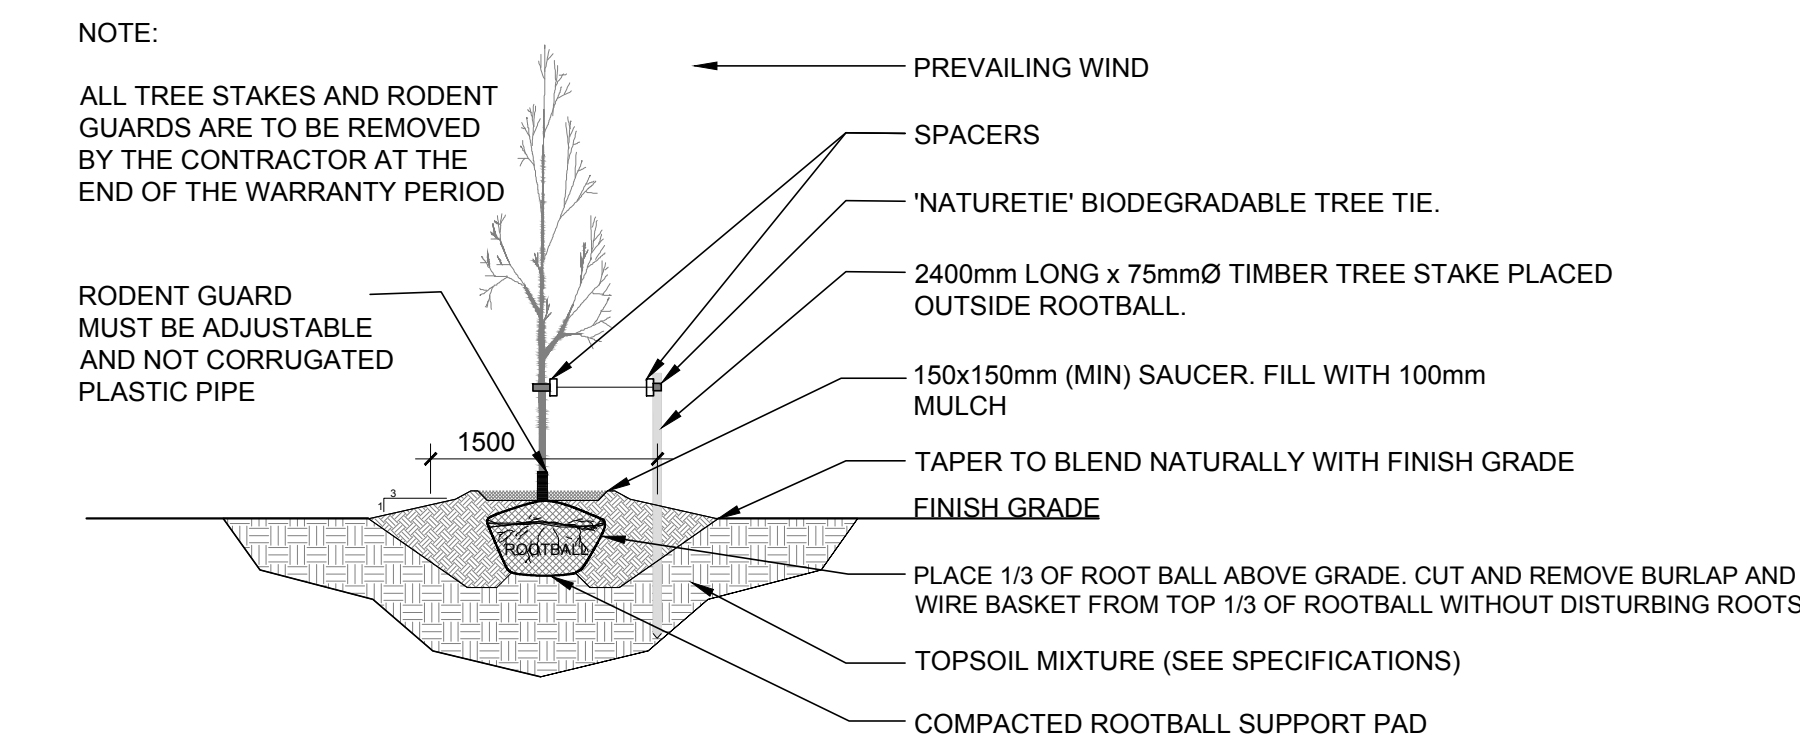 NOTE:
ALL TREE STAKES AND RODENT
GUARDS ARE TO BE REMOVED
BY THE CONTRACTOR AT THE
END OF THE WARRANTY PERIOD
RODENT GUARD
MUST BE ADJUSTABLE
AND NOT CORRUGATED
PLASTIC PIPE
1500
3
1
ROOTBALL
PREVAILING WIND
SPACERS
'NATURETIE' BIODEGRADABLE TREE TIE.
2400mm LONG x 75mmØ TIMBER TREE STAKE PLACED
OUTSIDE ROOTBALL.
150x150mm (MIN) SAUCER. FILL WITH 100mm
MULCH
TAPER TO BLEND NATURALLY WITH FINISH GRADE
FINISH GRADE
PLACE 1/3 OF ROOT BALL ABOVE GRADE. CUT AND REMOVE BURLAP AND
WIRE BASKET FROM TOP 1/3 OF ROOTBALL WITHOUT DISTURBING ROOTS
TOPSOIL MIXTURE (SEE SPECIFICATIONS)
COMPACTED ROOTBALL SUPPORT PAD